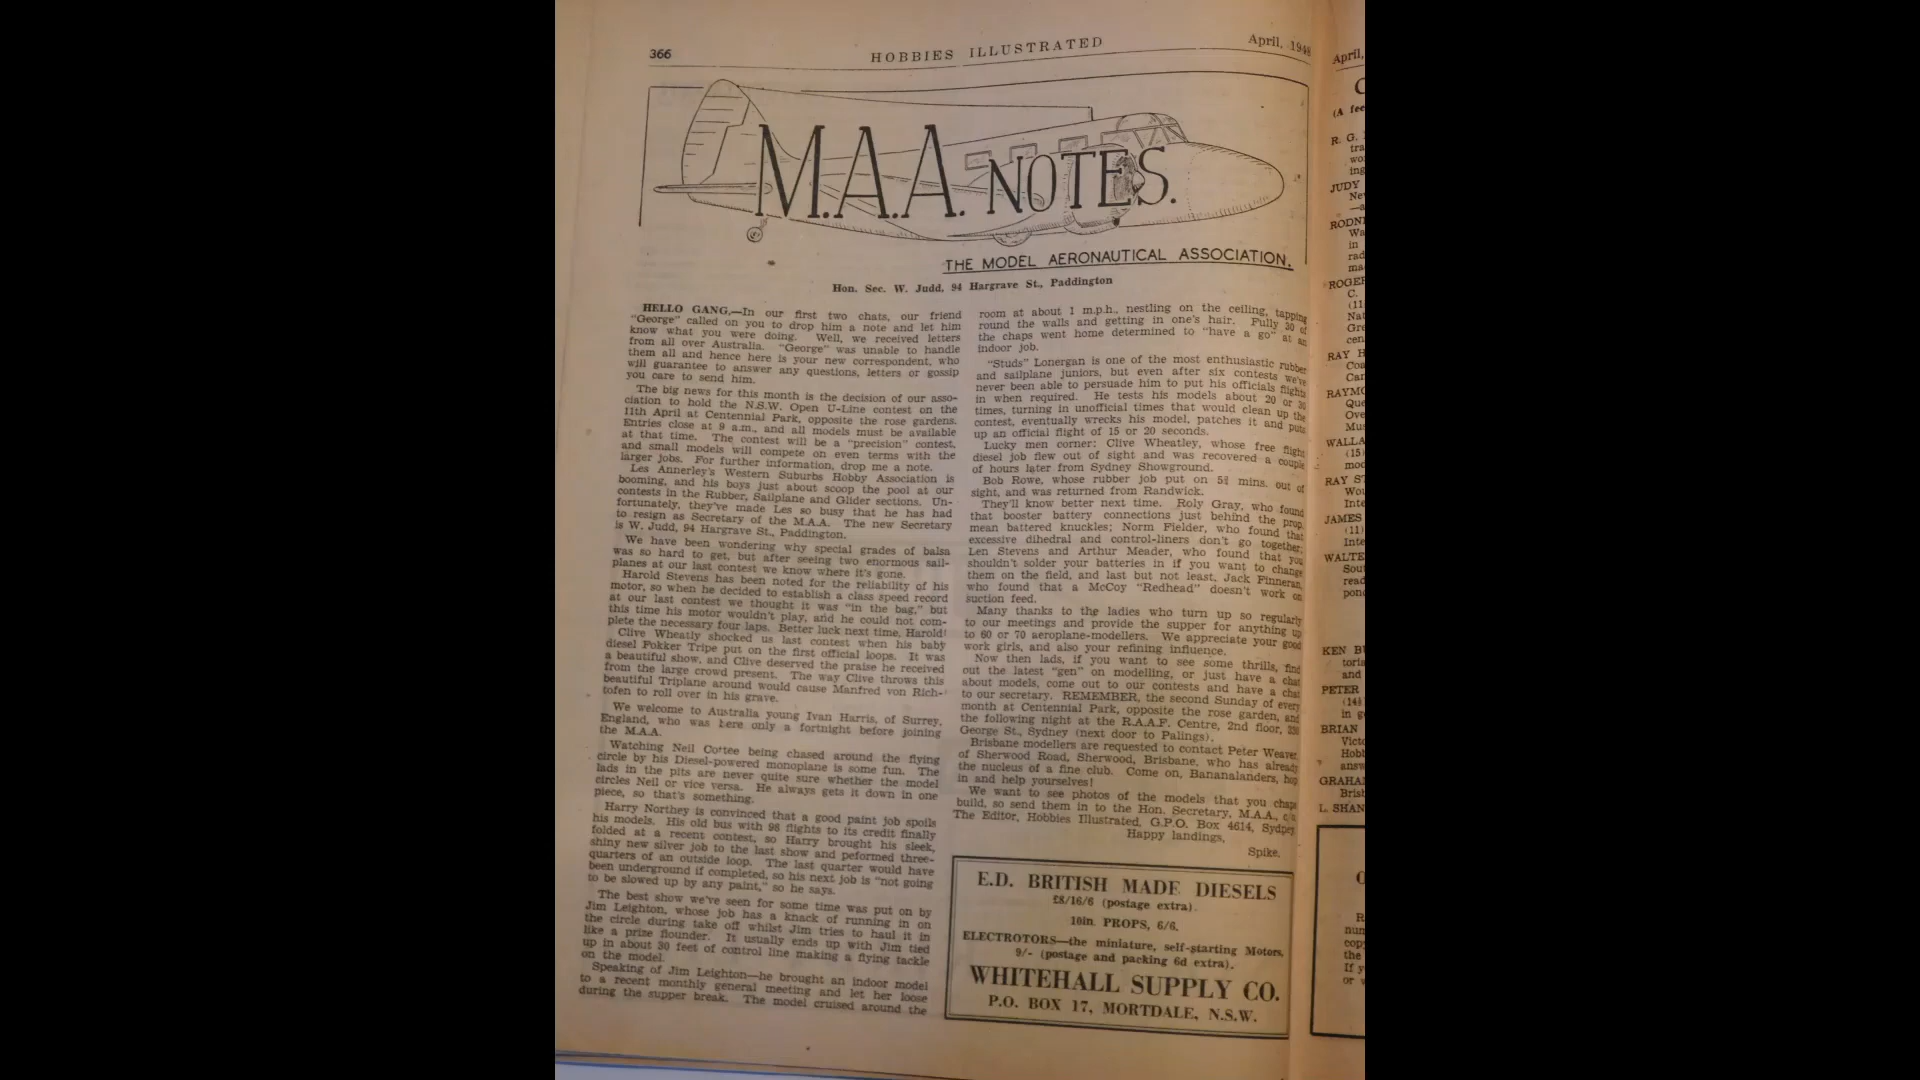 366
HOBBIES ILLUSTRATED
April, 1948
M.A.A. NOTES.
THE MODEL AERONAUTICAL ASSOCIATION.
Hon. Sec. W. Judd, 94 Hargrave St., Paddington
HELLO GANG,—In our first two chats, our friend
"George" called on you to drop him a note and let him
know what you were doing. Well, we received letters
from all over Australia. "George" was unable to handle
them all and hence here is your new correspondent, who
will guarantee to answer any questions, letters or gossip
you care to send him.
The big news for this month is the decision of our asso-
ciation to hold the N.S.W. Open U-Line contest on the
11th April at Centennial Park, opposite the rose gardens.
Entries close at 9 a.m., and all models must be available
at that time. The contest will be a "precision" contest,
and small models will compete on even terms with the
larger jobs. For further information, drop me a note.
Les Annerley's Western Suburbs Hobby Association is
booming, and his boys just about scoop the pool at our
contests in the Rubber, Sailplane and Glider sections. Un-
fortunately, they've made Les so busy that he has had
to resign as Secretary of the M.A.A. The new Secretary
is W. Judd, 94 Hargrave St., Paddington.
We have been wondering why special grades of balsa
was so hard to get, but after seeing two enormous sail-
planes at our last contest we know where it's gone.
Harold Stevens has been noted for the reliability of his
motor, so when he decided to establish a class speed record
at our last contest we thought it was "in the bag," but
this time his motor wouldn't play, and he could not com-
plete the necessary four laps. Better luck next time, Harold!
Clive Wheatly shocked us last contest when his baby
diesel Fokker Tripe put on the first official loops. It was
a beautiful show, and Clive deserved the praise he received
from the large crowd present. The way Clive throws this
beautiful Triplane around would cause Manfred von Rich-
tofen to roll over in his grave.
We welcome to Australia young Ivan Harris, of Surrey,
England, who was here only a fortnight before joining
the M.A.A.
Watching Neil Cottee being chased around the flying
circle by his Diesel-powered monoplane is some fun. The
lads in the pits are never quite sure whether the model
circles Neil or vice versa. He always gets it down in one
piece, so that's something.
Harry Northey is convinced that a good paint job spoils
his models. His old bus with 98 flights to its credit finally
folded at a recent contest, so Harry brought his sleek,
shiny new silver job to the last show and peformed three-
quarters of an outside loop. The last quarter would have
been underground if completed, so his next job is "not going
to be slowed up by any paint," so he says.
The best show we've seen for some time was put on by
Jim Leighton, whose job has a knack of running in on
the circle during take off whilst Jim tries to haul it in
like a prize flounder. It usually ends up with Jim tied
up in about 30 feet of control line making a flying tackle
on the model.
Speaking of Jim Leighton—he brought an indoor model
to a recent monthly general meeting and let her loose
during the supper break. The model cruised around the
room at about 1 m.p.h., nestling on the ceiling, tapping
round the walls and getting in one's hair. Fully 30 of
the chaps went home determined to "have a go" at an
indoor job.
"Studs" Lonergan is one of the most enthusiastic rubber
and sailplane juniors, but even after six contests we've
never been able to persuade him to put his officials flights
in when required. He tests his models about 20 or 30
times, turning in unofficial times that would clean up the
contest, eventually wrecks his model, patches it and puts
up an official flight of 15 or 20 seconds.
Lucky men corner: Clive Wheatley, whose free flight
diesel job flew out of sight and was recovered a couple
of hours later from Sydney Showground.
Bob Rowe, whose rubber job put on 5¾ mins. out of
sight, and was returned from Randwick.
They'll know better next time. Roly Gray, who found
that booster battery connections just behind the prop.
mean battered knuckles; Norm Fielder, who found that
excessive dihedral and control-liners don't go together;
Len Stevens and Arthur Meader, who found that you
shouldn't solder your batteries in if you want to change
them on the field, and last but not least, Jack Finneran,
who found that a McCoy "Redhead" doesn't work on
suction feed.
Many thanks to the ladies who turn up so regularly
to our meetings and provide the supper for anything up
to 60 or 70 aeroplane-modellers. We appreciate your good
work girls, and also your refining influence.
Now then lads, if you want to see some thrills, find
out the latest "gen" on modelling, or just have a chat
about models, come out to our contests and have a chat
to our secretary. REMEMBER, the second Sunday of every
month at Centennial Park, opposite the rose garden, and
the following night at the R.A.A.F. Centre, 2nd floor,
George St., Sydney (next door to Palings).
Brisbane modellers are requested to contact Peter Weaver,
of Sherwood Road, Sherwood, Brisbane, who has already
the nucleus of a fine club. Come on, Bananalanders, hop
in and help yourselves!
We want to see photos of the models that you chaps
build, so send them in to the Hon. Secretary, M.A.A., c/o
The Editor, Hobbies Illustrated, G.P.O. Box 4614, Sydney.
Happy landings,
Spike.
E.D. BRITISH MADE DIESELS
£8/16/6 (postage extra).
10in. PROPS, 6/6.
ELECTROTORS—the miniature, self-starting Motors,
9/- (postage and packing 6d extra).
WHITEHALL SUPPLY CO.
P.O. BOX 17, MORTDALE, N.S.W.
April,
(A fee
R. G.
JUDY
RODN
in
rad
ROGER
C.
(11
Nat
Gre
cen
RAY H
Coa
Car
RAYMO
Que
Ove
Mus
WALLA
(15)
mod
RAY ST
Wou
Inte
JAMES
(11)
Inte
WALTE
Sout
read
pond
KEN BU
toria
and
PETER
(14½
in g
BRIAN
Victo
Hobb
answ
GRAHA
Brisb
L. SHAN